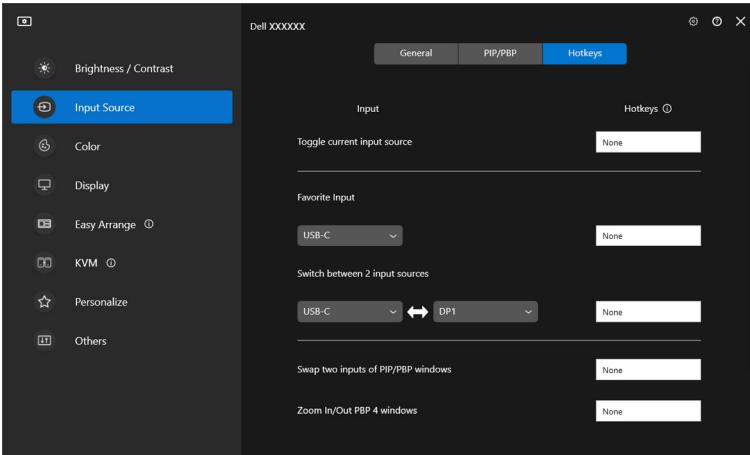 Dell XXXXXX
General
PIP/PBP
Hotkeys
Brightness / Contrast
Input Source
Color
Display
Easy Arrange
KVM
Personalize
Others
Input
Hotkeys
Toggle current input source
None
Favorite Input
USB-C
None
Switch between 2 input sources
USB-C
DP1
None
Swap two inputs of PIP/PBP windows
None
Zoom In/Out PBP 4 windows
None